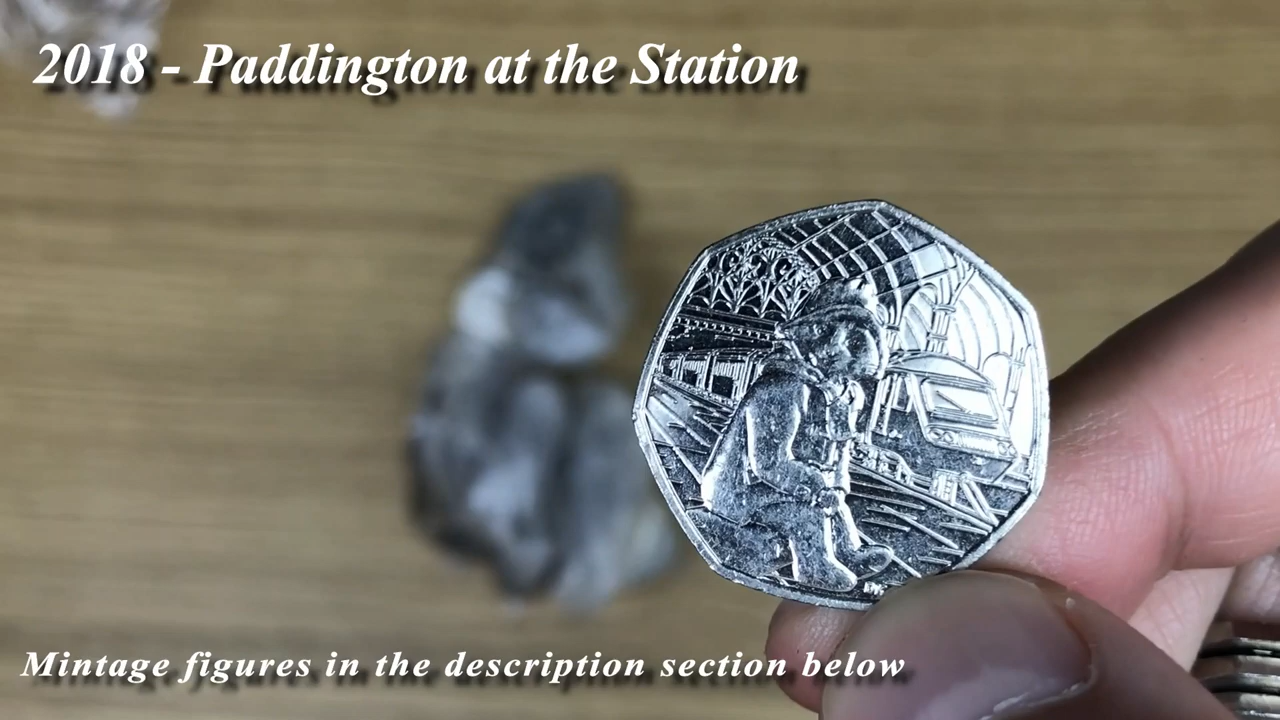 2018 - Paddington at the Station
Mintage figures in the description section below